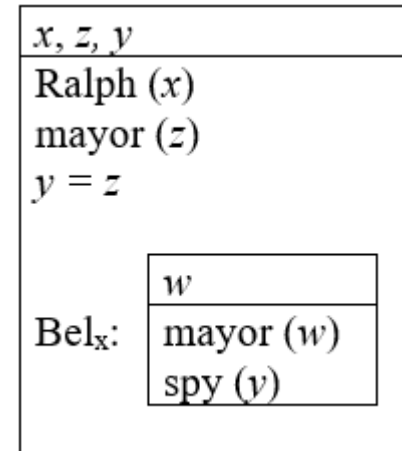 x, z, y
Ralph (x)
mayor (z)
y = z
w
Belₓ: mayor (w)
spy (y)